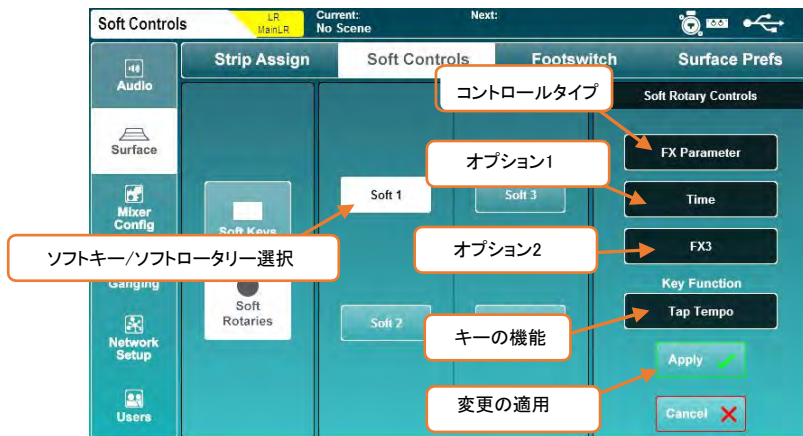 Soft Controls
LR
MainLR
Current:
No Scene
Next:
Audio
Surface
Mixer
Config
Ganging
Network
Setup
Users
Strip Assign
Soft Controls
Footswitch
Surface Prefs
Soft Keys
Soft
Rotaries
Soft 1
Soft 2
Soft 3
Soft Rotary Controls
FX Parameter
Time
FX3
Key Function
Tap Tempo
Apply
Cancel
コントロールタイプ
オプション1
ソフトキー/ソフトロータリー選択
オプション2
キーの機能
変更の適用